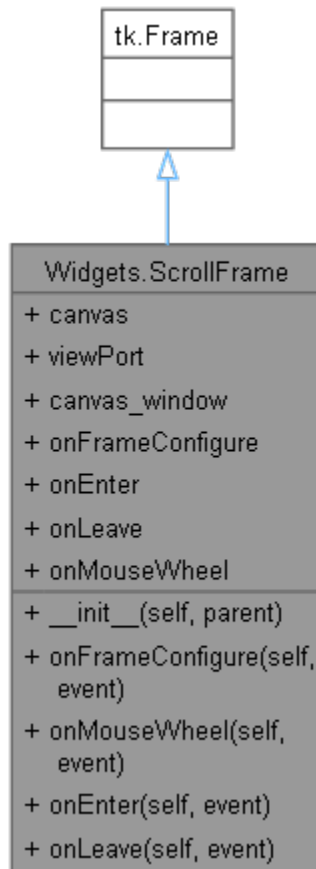 tk.Frame
Widgets.ScrollFrame
+ canvas
+ viewPort
+ canvas_window
+ onFrameConfigure
+ onEnter
+ onLeave
+ onMouseWheel
+ __init__(self, parent)
+ onFrameConfigure(self,
event)
+ onMouseWheel(self,
event)
+ onEnter(self, event)
+ onLeave(self, event)